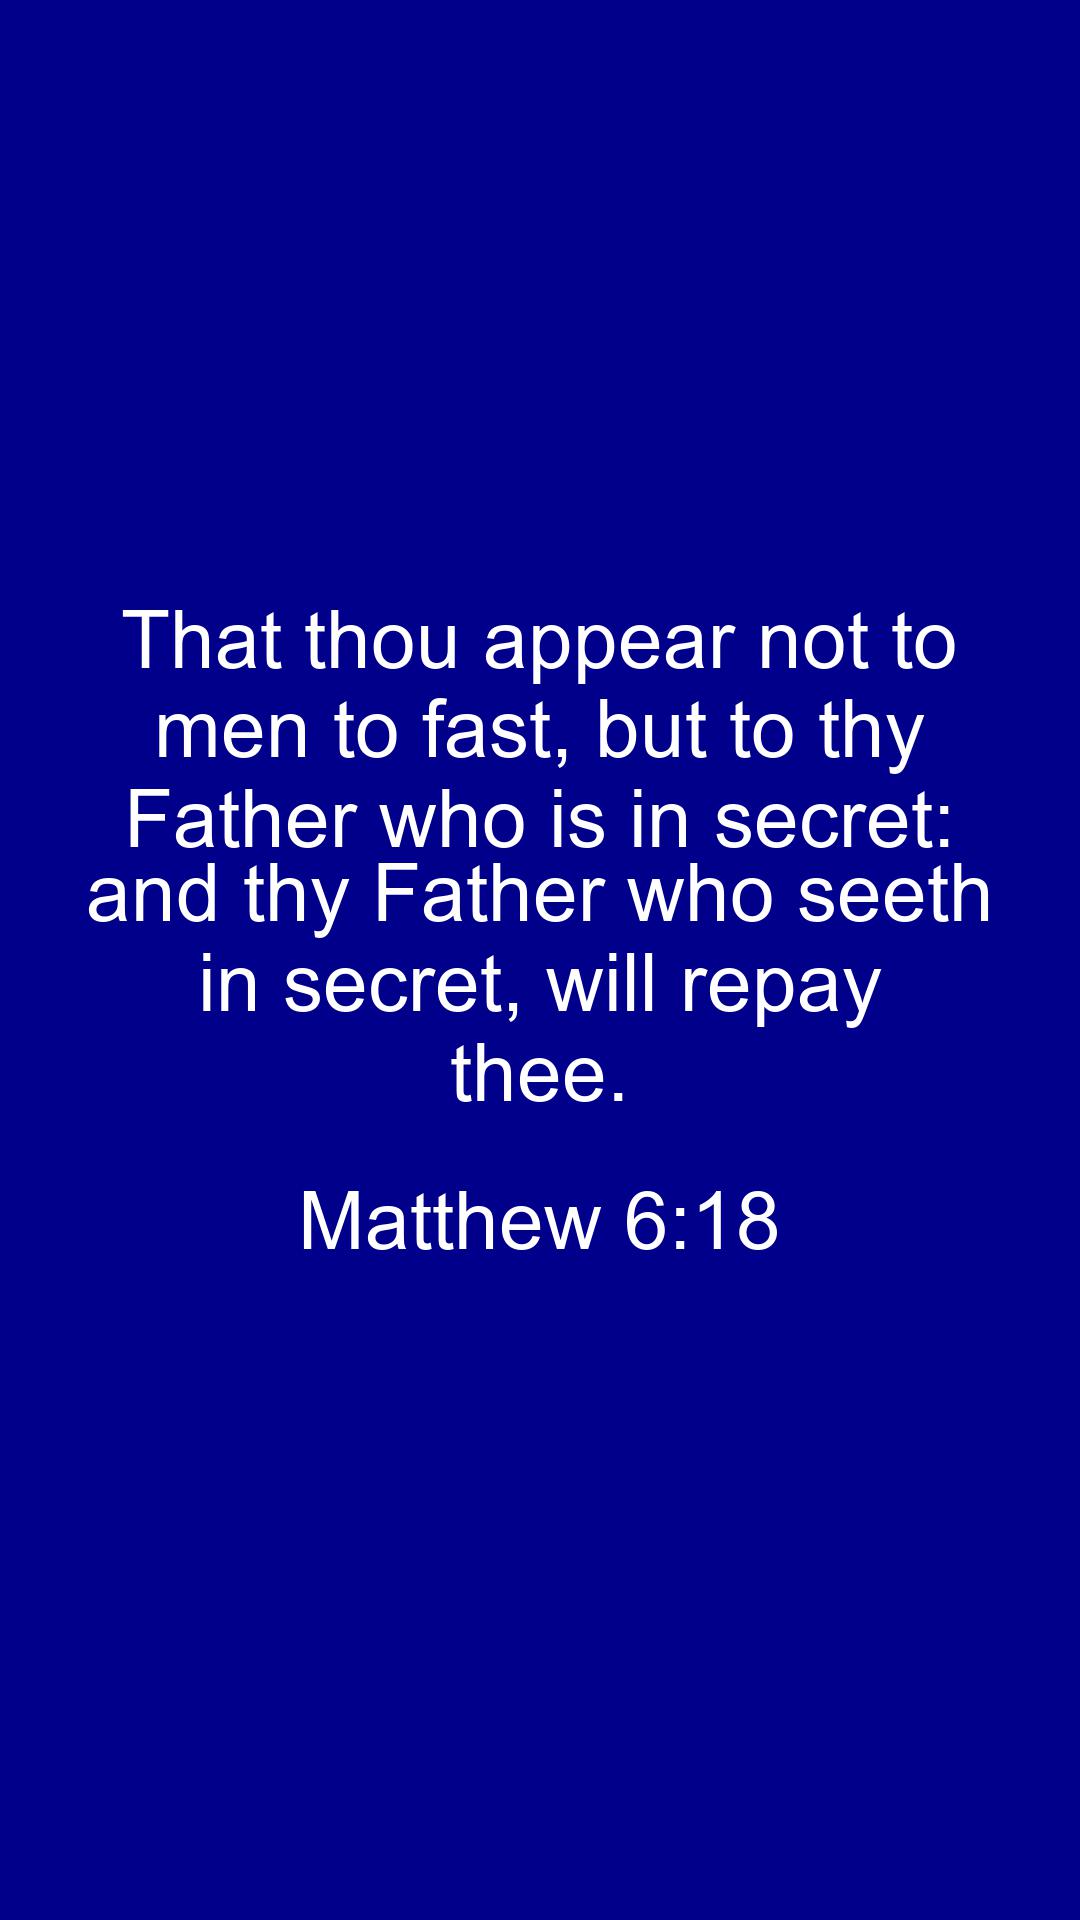 That thou appear not to
men to fast, but to thy
Father who is in secret:
and thy Father who seeth
in secret, will repay
thee.
Matthew 6:18